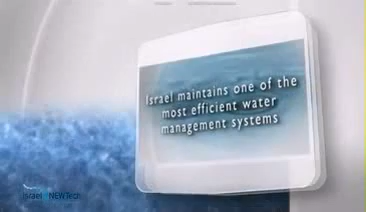 Israel maintains one of the
most efficient water
management systems
Israel NEWTech